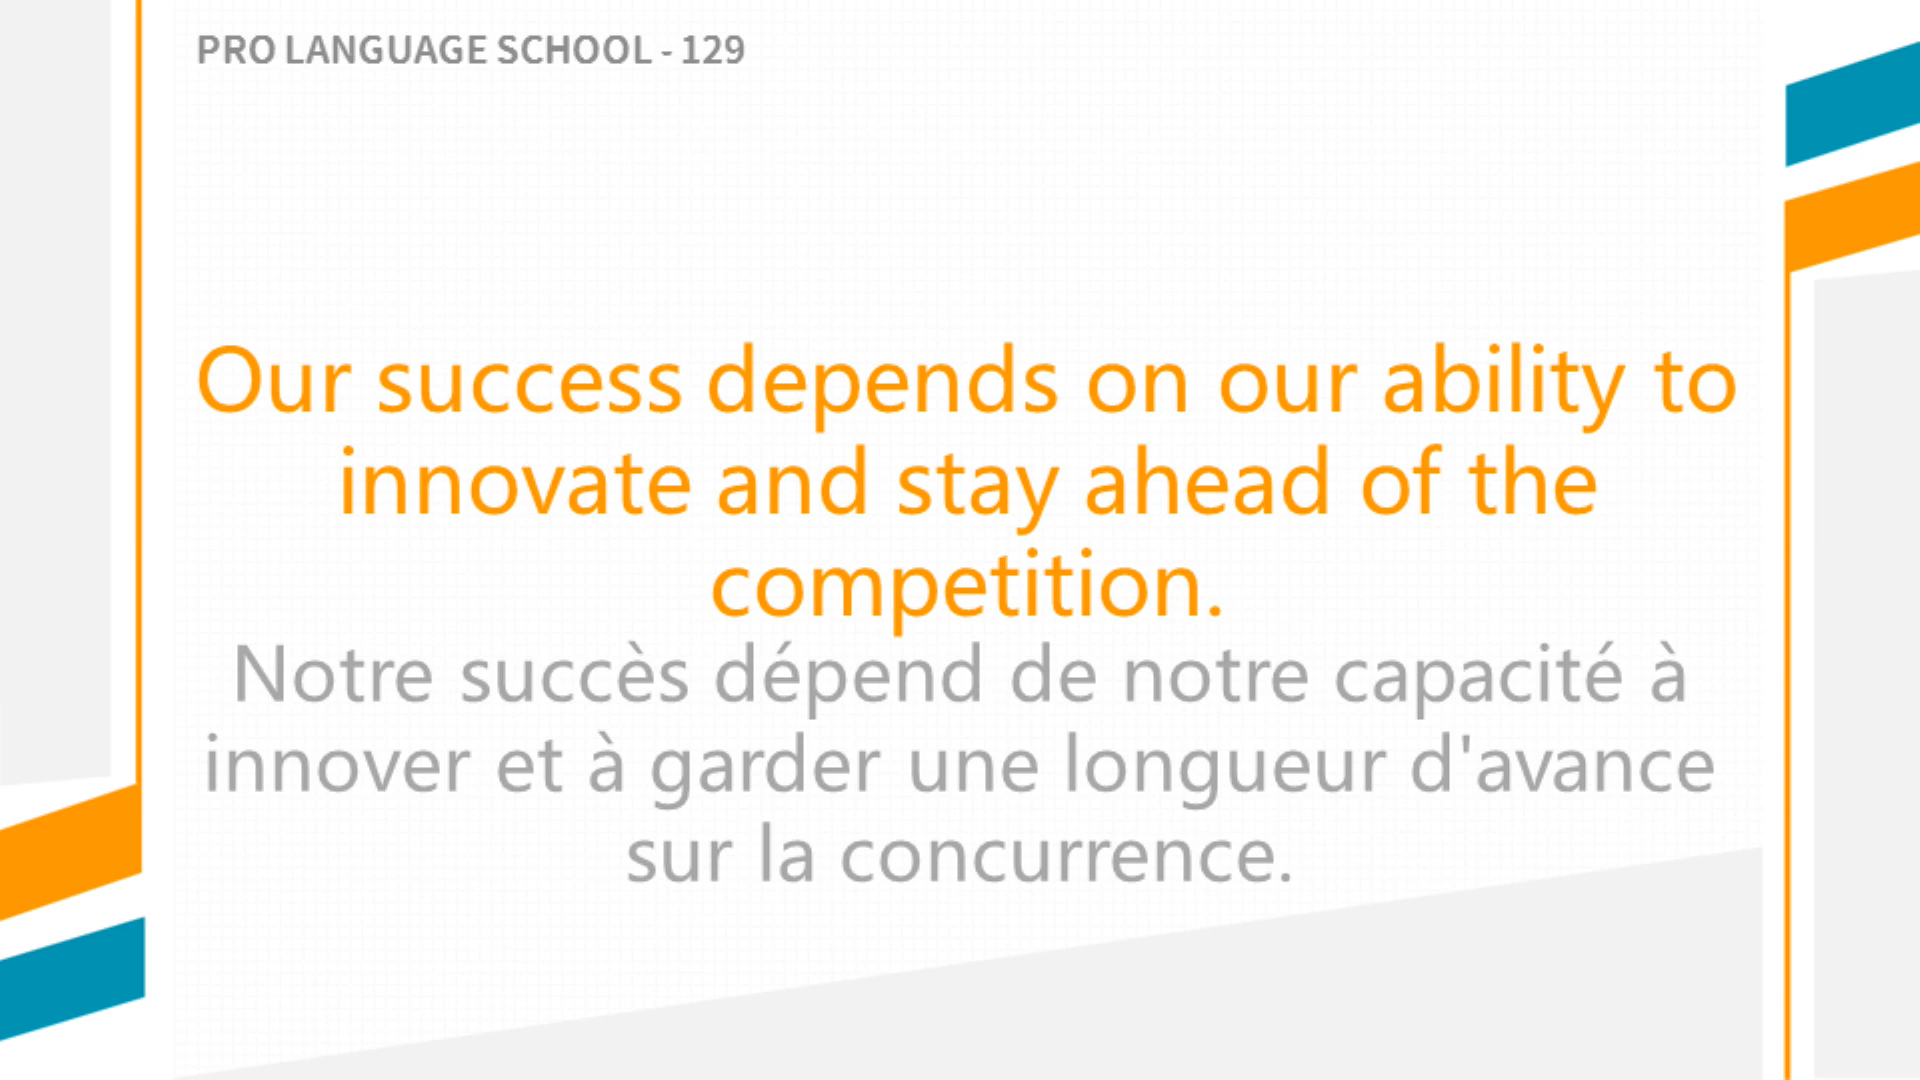 PRO LANGUAGE SCHOOL - 129
Our success depends on our ability to
innovate and stay ahead of the
competition.
Notre succès dépend de notre capacité à
innover et à garder une longueur d'avance
sur la concurrence.